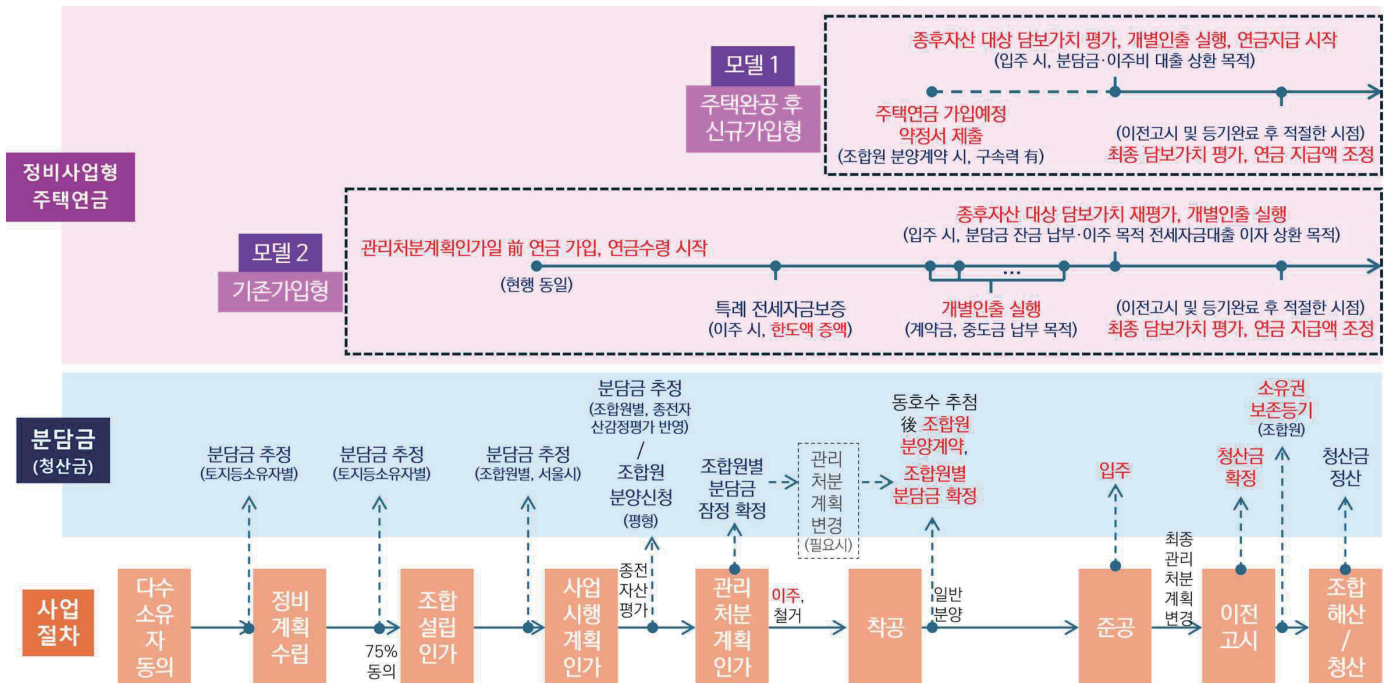 정비사업형
주택연금
모델 1
주택완공 후
신규가입형
종후자산 대상 담보가치 평가, 개별인출 실행, 연금지급 시작
(입주 시, 분담금·이주비 대출 상환 목적)
주택연금 가입예정
약정서 제출
(조합원 분양계약 시, 구속력 有)
(이전고시 및 등기완료 후 적절한 시점)
최종 담보가치 평가, 연금 지급액 조정
모델 2
기존가입형
관리처분계획인가일 前 연금 가입, 연금수령 시작
(현행 동일)
특례 전세자금보증
(이주 시, 한도액 증액)
종후자산 대상 담보가치 재평가, 개별인출 실행
(입주 시, 분담금 잔금 납부·이주 목적 전세자금대출 이자 상환 목적)
...
개별인출 실행
(계약금, 중도금 납부 목적)
(이전고시 및 등기완료 후 적절한 시점)
최종 담보가치 평가, 연금 지급액 조정
분담금
(청산금)
분담금 추정
(토지등소유자별)
분담금 추정
(토지등소유자별)
분담금 추정
(조합원별, 서울시)
분담금 추정
(조합원별, 종전자
산감정평가 반영)
/
조합원
분양신청
(평형)
조합원별
분담금
잠정 확정
관리
처분
계획
변경
(필요시)
동호수 추첨
後 조합원
분양계약,
조합원별
분담금 확정
입주
청산금
확정
소유권
보존등기
(조합원)
청산금
정산
사업
절차
다수
소유
자
동의
정비
계획
수립
75%
동의
조합
설립
인가
사업
시행
계획
인가
종전
자산
평가
관리
처분
계획
인가
이주,
철거
착공
일반
분양
준공
최종
관리
처분
계획
변경
이전
고시
조합
해산
/
청산